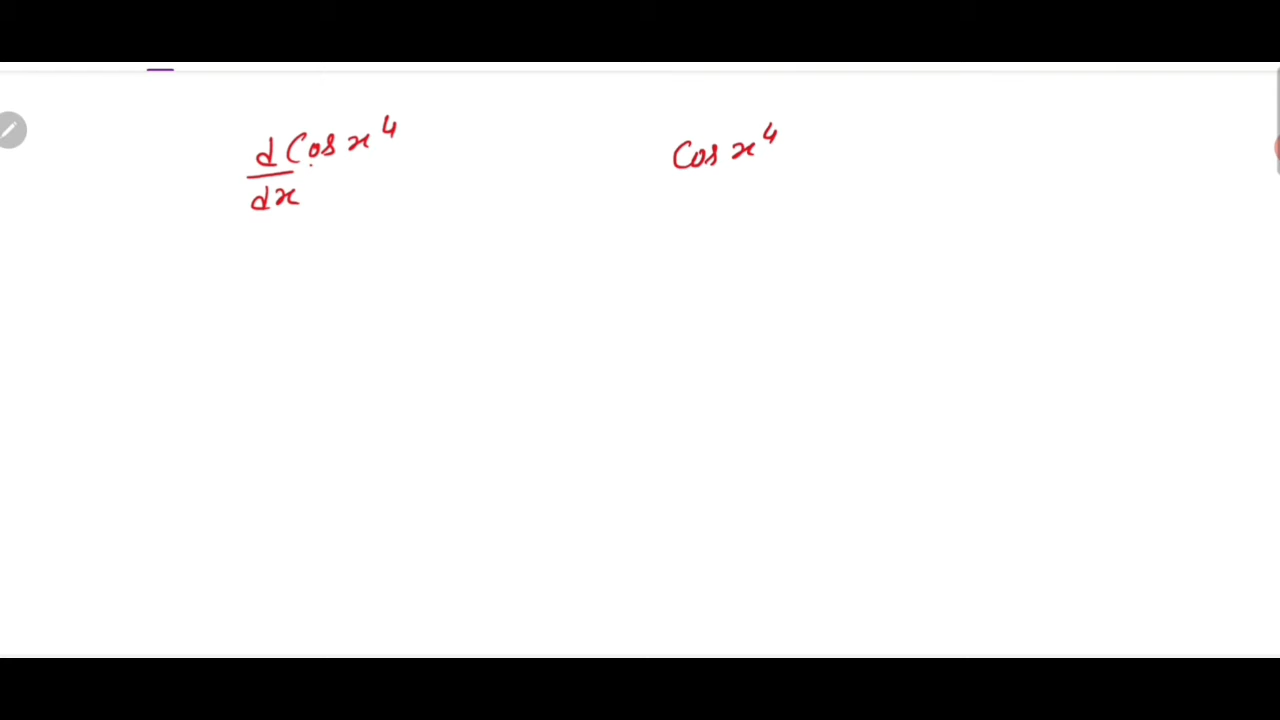 d Cos x⁴
dx
Cos x⁴